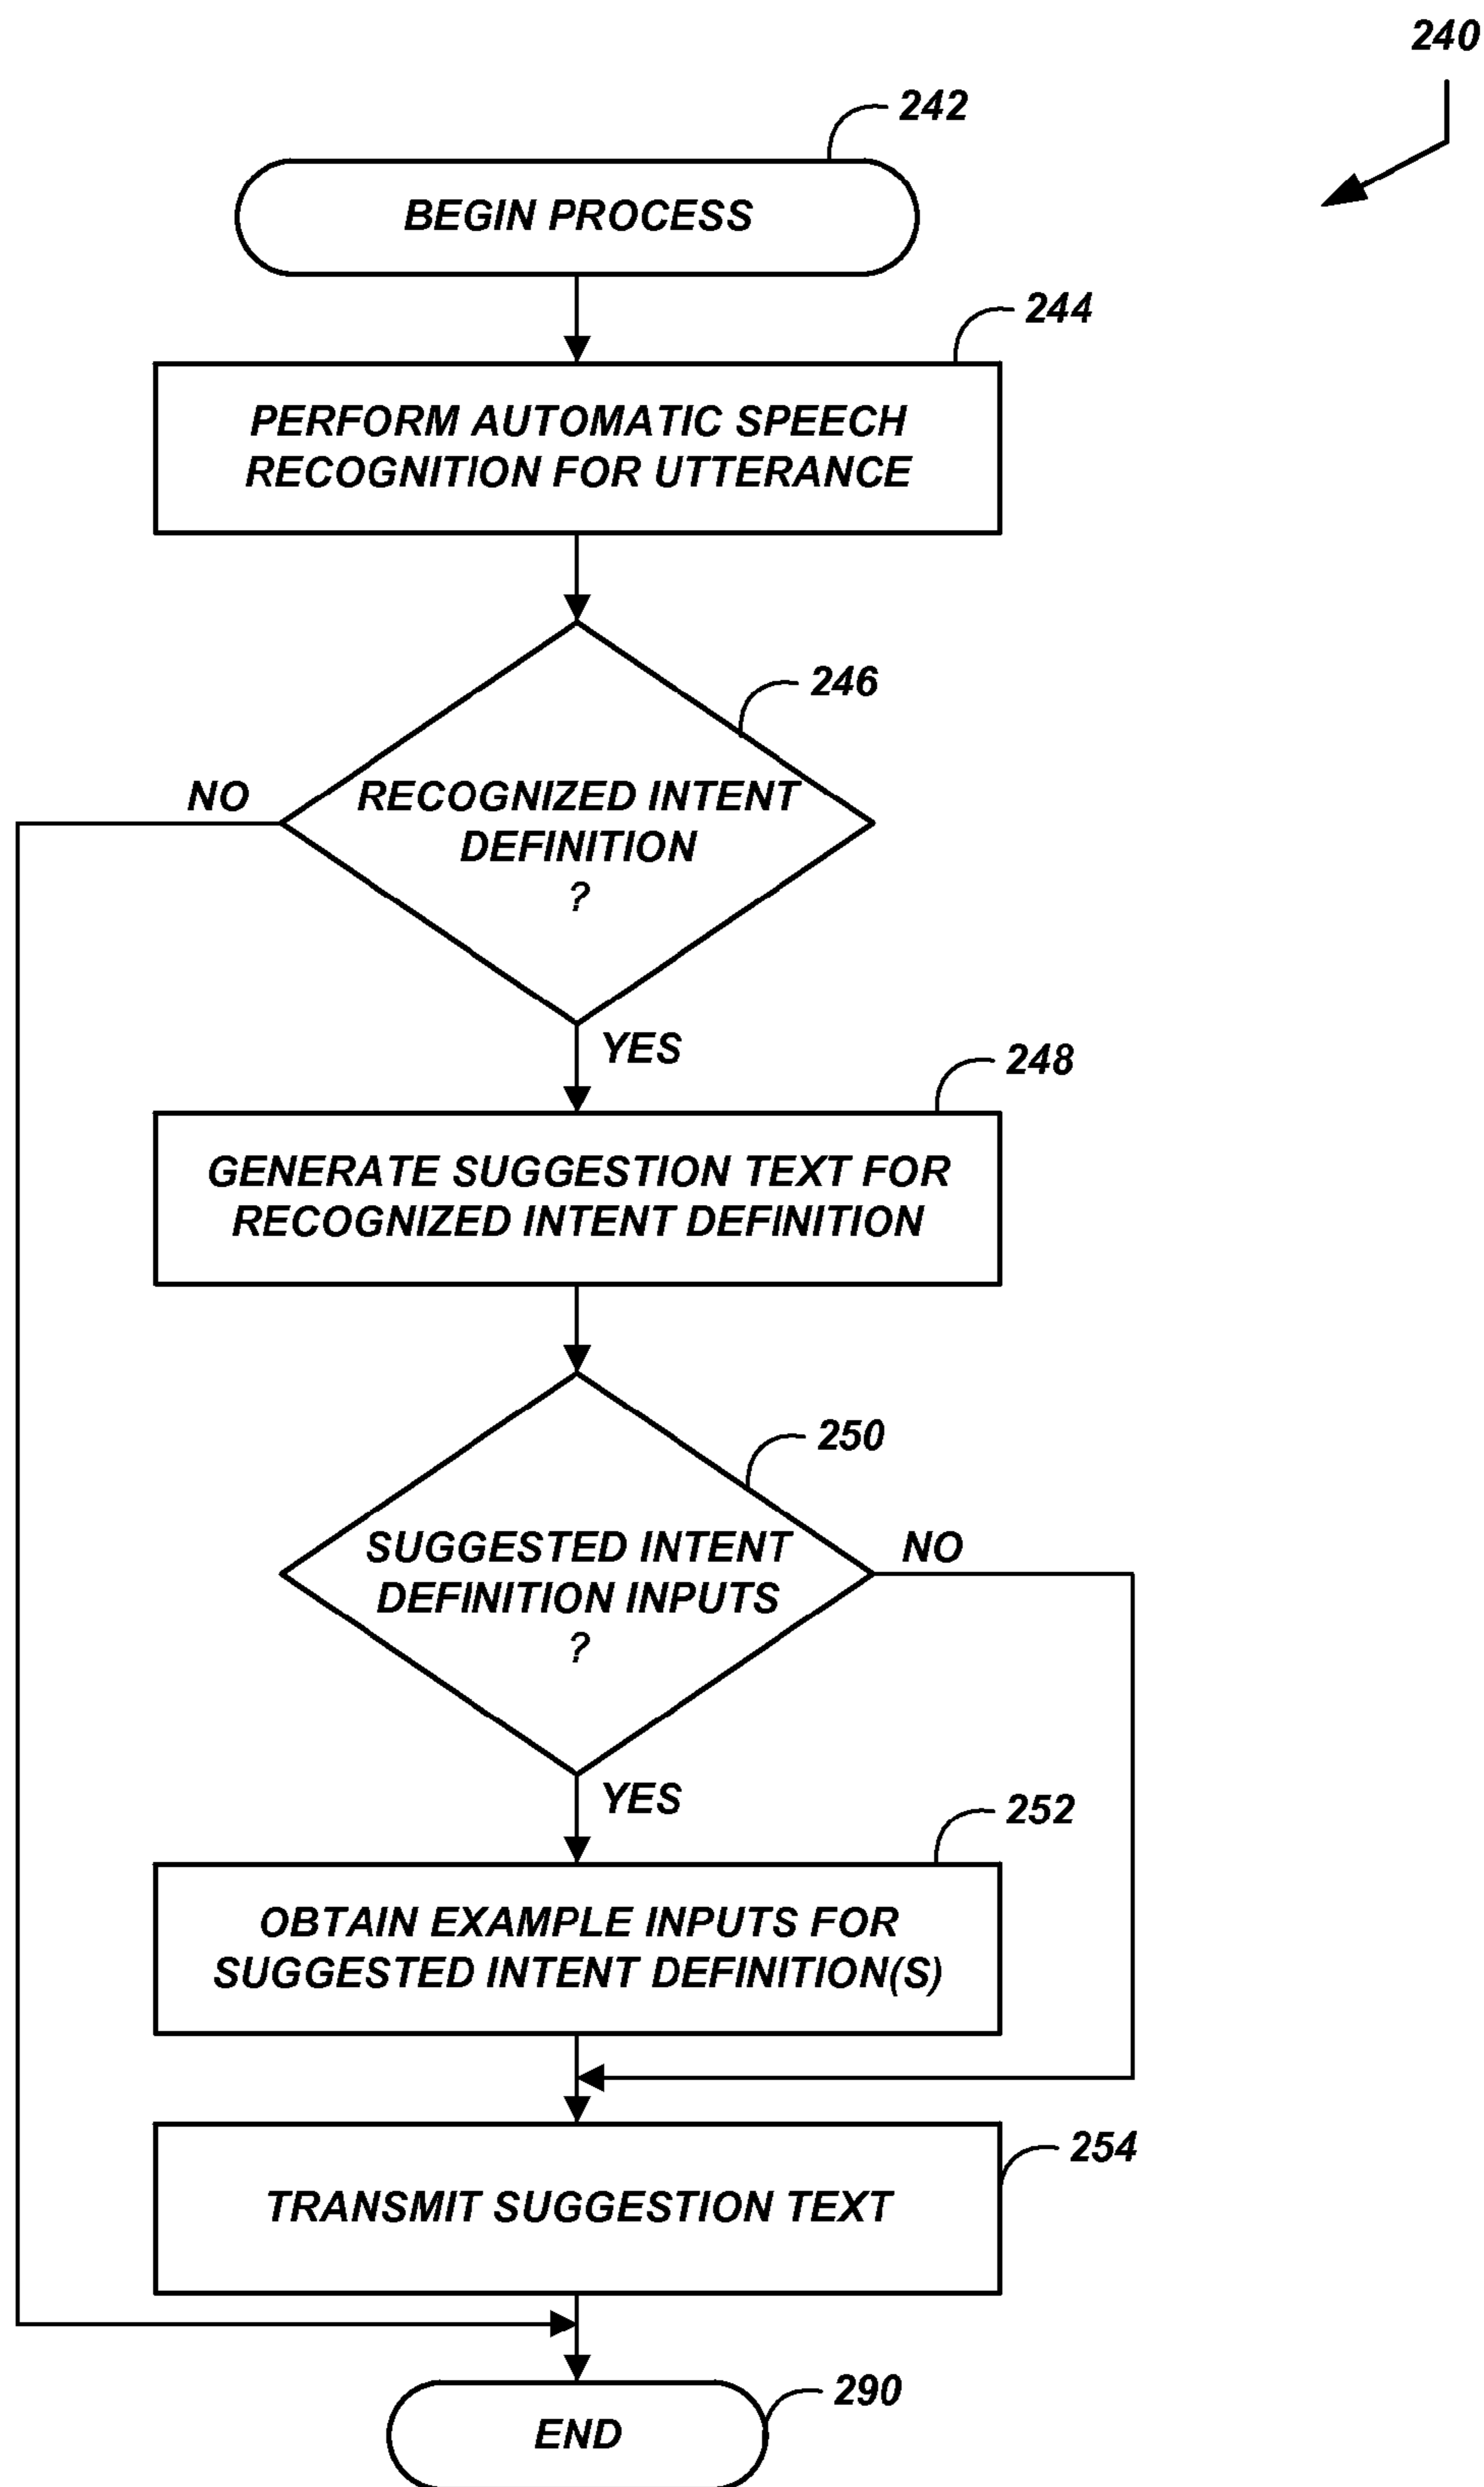 240
242
BEGIN PROCESS
244
PERFORM AUTOMATIC SPEECH
RECOGNITION FOR UTTERANCE
246
NO
RECOGNIZED INTENT
DEFINITION
?
YES
248
GENERATE SUGGESTION TEXT FOR
RECOGNIZED INTENT DEFINITION
250
SUGGESTED INTENT
DEFINITION INPUTS
?
NO
YES
252
OBTAIN EXAMPLE INPUTS FOR
SUGGESTED INTENT DEFINITION(S)
254
TRANSMIT SUGGESTION TEXT
290
END